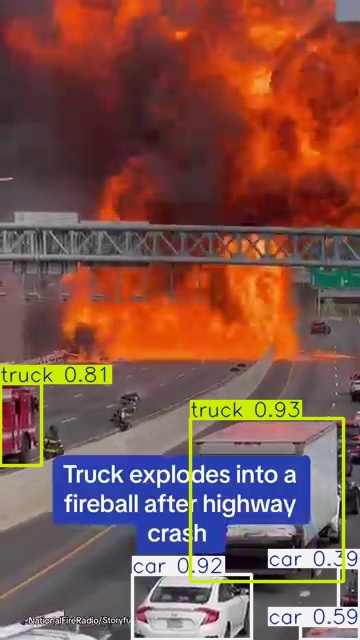 truck 0.81
truck 0.93
Truck explodes into a
fireball after highway
crash
car 0.92
car 0.39
car 0.59
-NationalFireRadio/Storyfu